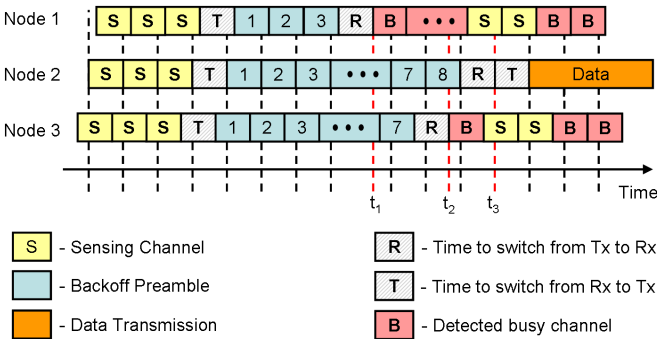 Node 1 S S S T 1 2 3 R B ••• S S B B
Node 2 S S S T 1 2 3 ••• 7 8 R T Data
Node 3 S S S T 1 2 3 ••• 7 R B S S B B
Time
t1 t2 t3
S - Sensing Channel R - Time to switch from Tx to Rx
- Backoff Preamble T - Time to switch from Rx to Tx
- Data Transmission B - Detected busy channel